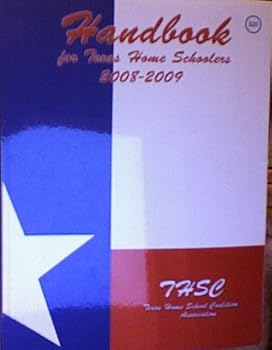 Handbook
for Texas Home Schoolers
2008-2009
THSC
Texas Home School Coalition
Association